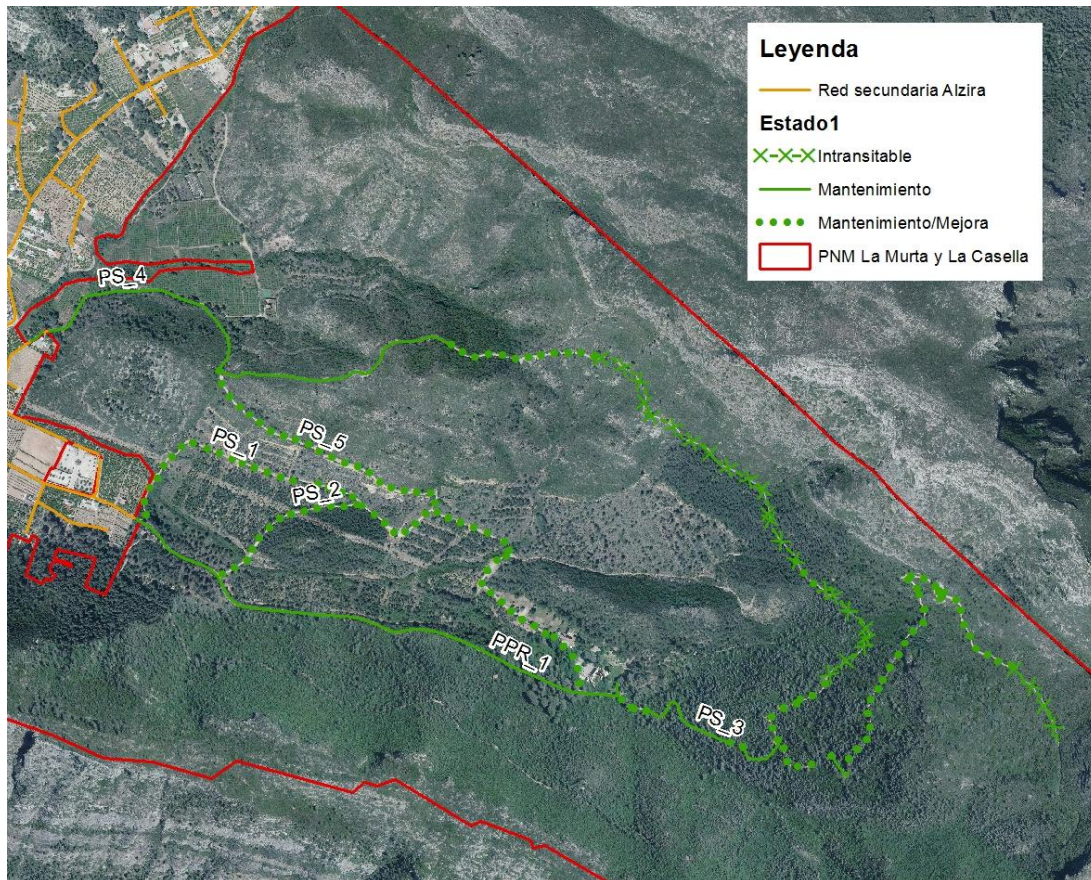 Leyenda
Red secundaria Alzira
Estado1
Intransitable
Mantenimiento
Mantenimiento/Mejora
PNM La Murta y La Casella
PS_4
PS_5
PS_1
PS_2
PPR_1
PS_3